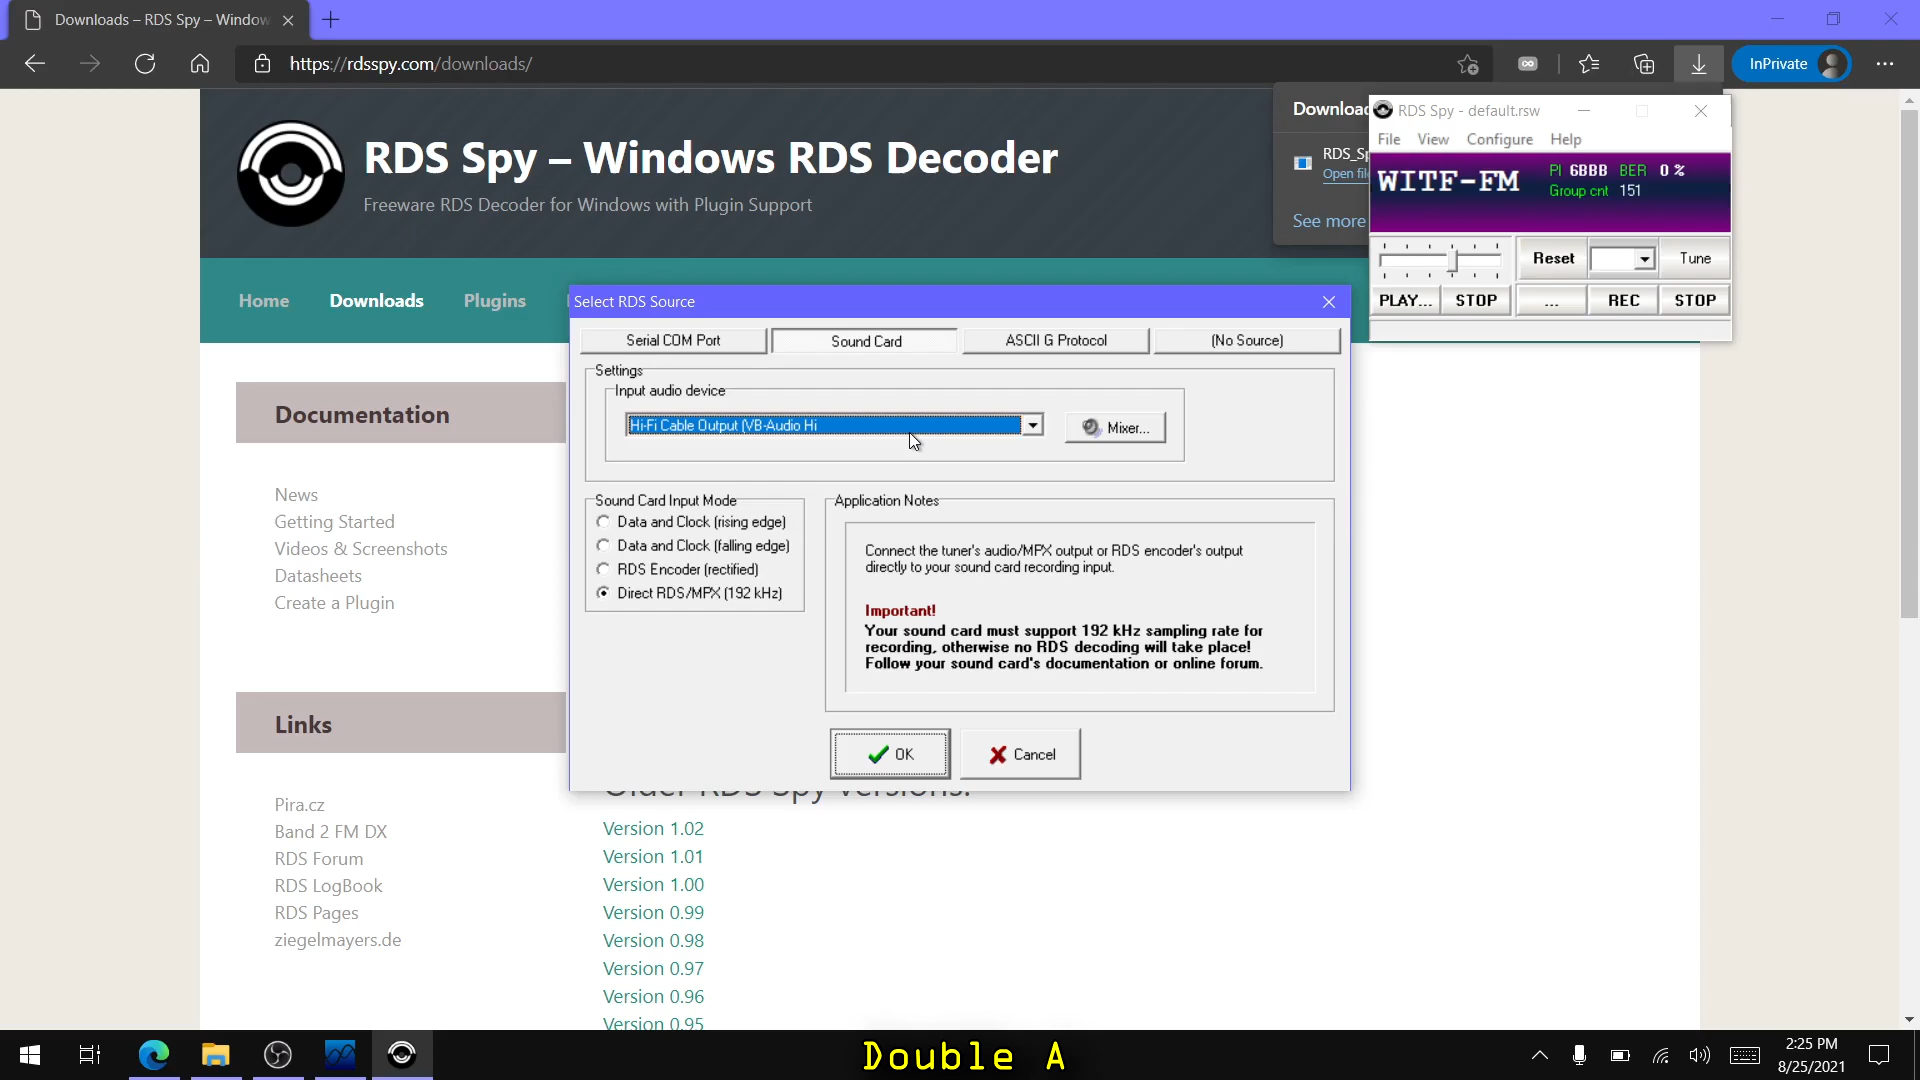 Downloads – RDS Spy – Window
https://rdsspy.com/downloads/
InPrivate
RDS Spy – Windows RDS Decoder
Freeware RDS Decoder for Windows with Plugin Support
Home
Downloads
Plugins
Downloac
RDS_Sp
Open file
See more
RDS Spy - default.rsw
File View Configure Help
WITF-FM
PI 6BBB BER 0 %
Group cnt 151
Reset
Tune
PLAY...
STOP
...
REC
STOP
Select RDS Source
Serial COM Port
Sound Card
ASCII G Protocol
(No Source)
Settings
Input audio device
Hi-Fi Cable Output (VB-Audio Hi
Mixer...
Sound Card Input Mode
Data and Clock (rising edge)
Data and Clock (falling edge)
RDS Encoder (rectified)
Direct RDS/MPX (192 kHz)
Application Notes
Connect the tuner's audio/MPX output or RDS encoder's output
directly to your sound card recording input.
Important!
Your sound card must support 192 kHz sampling rate for
recording, otherwise no RDS decoding will take place!
Follow your sound card's documentation or online forum.
OK
Cancel
Documentation
News
Getting Started
Videos & Screenshots
Datasheets
Create a Plugin
Links
Pira.cz
Band 2 FM DX
RDS Forum
RDS LogBook
RDS Pages
ziegelmayers.de
Older RDS Spy versions:
Version 1.02
Version 1.01
Version 1.00
Version 0.99
Version 0.98
Version 0.97
Version 0.96
Version 0.95
Double A
2:25 PM
8/25/2021